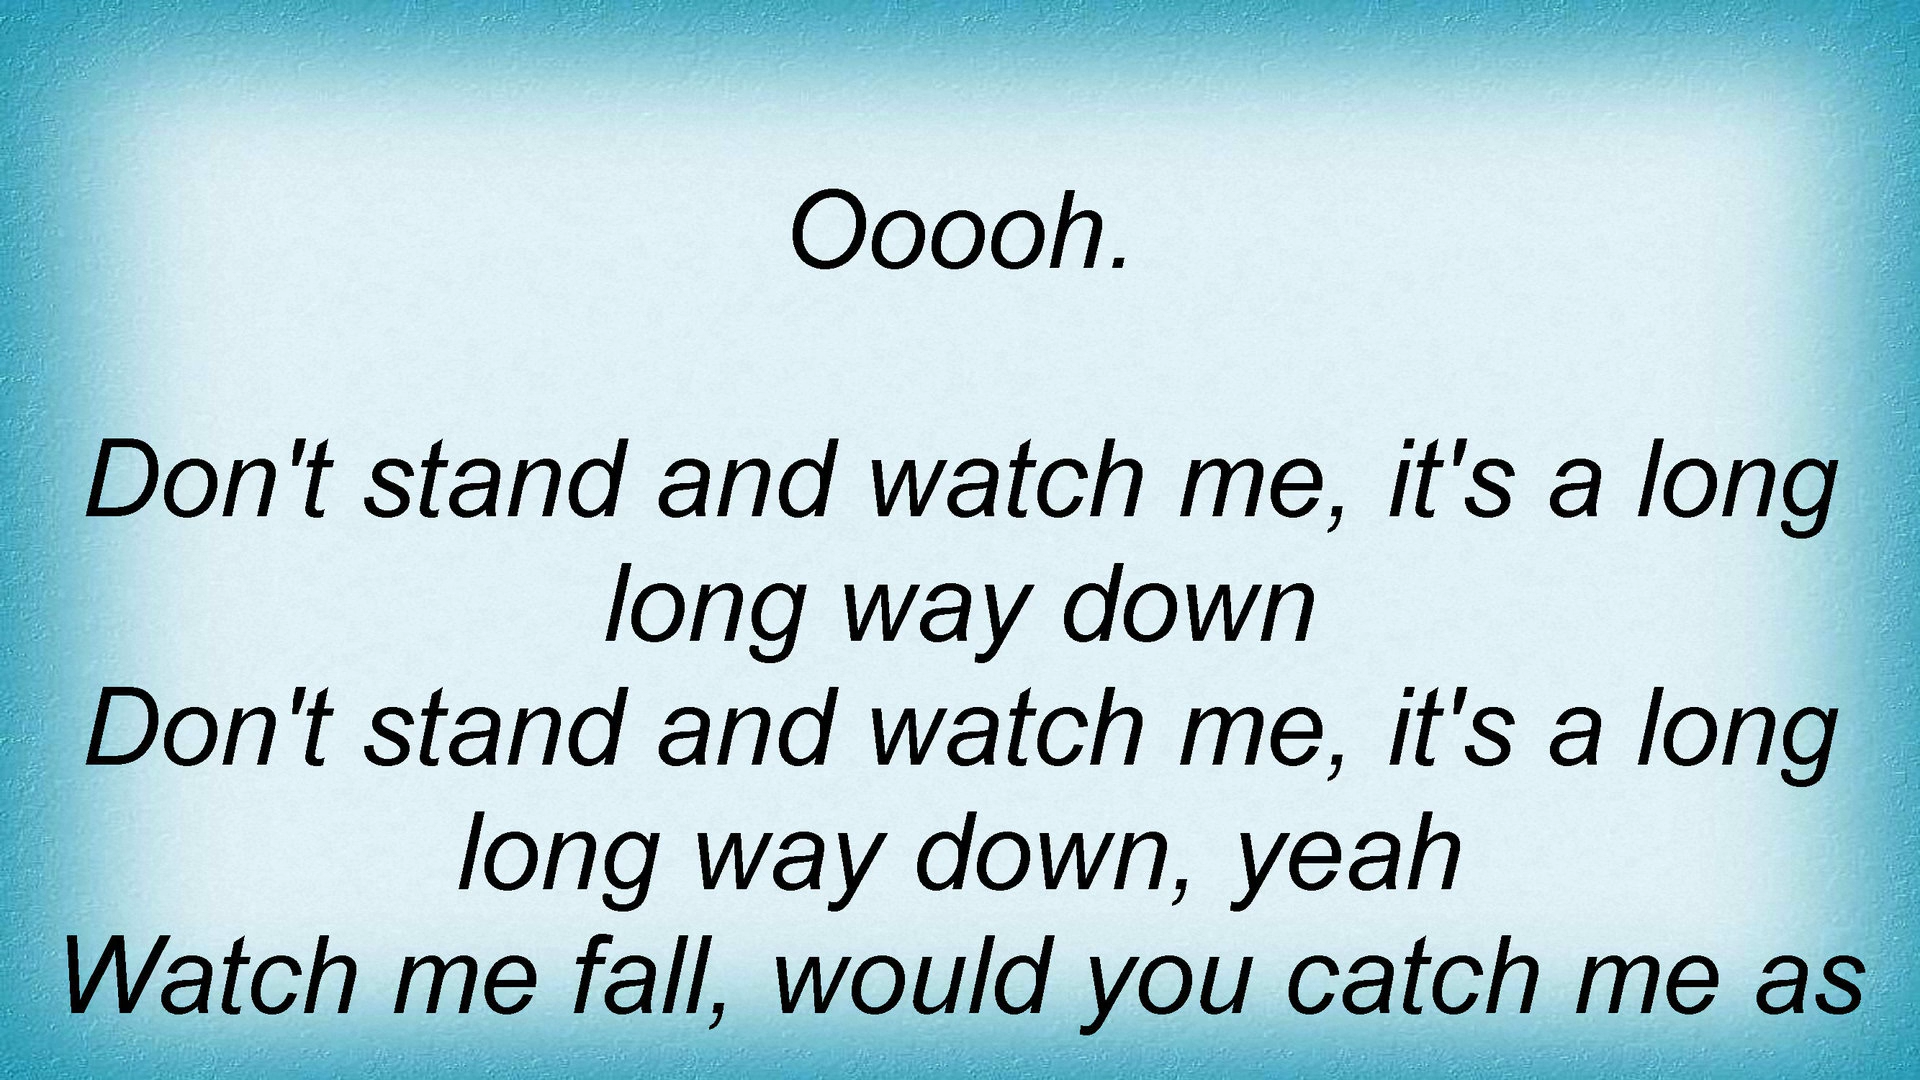 Ooooh.
Don't stand and watch me, it's a long
long way down
Don't stand and watch me, it's a long
long way down, yeah
Watch me fall, would you catch me as